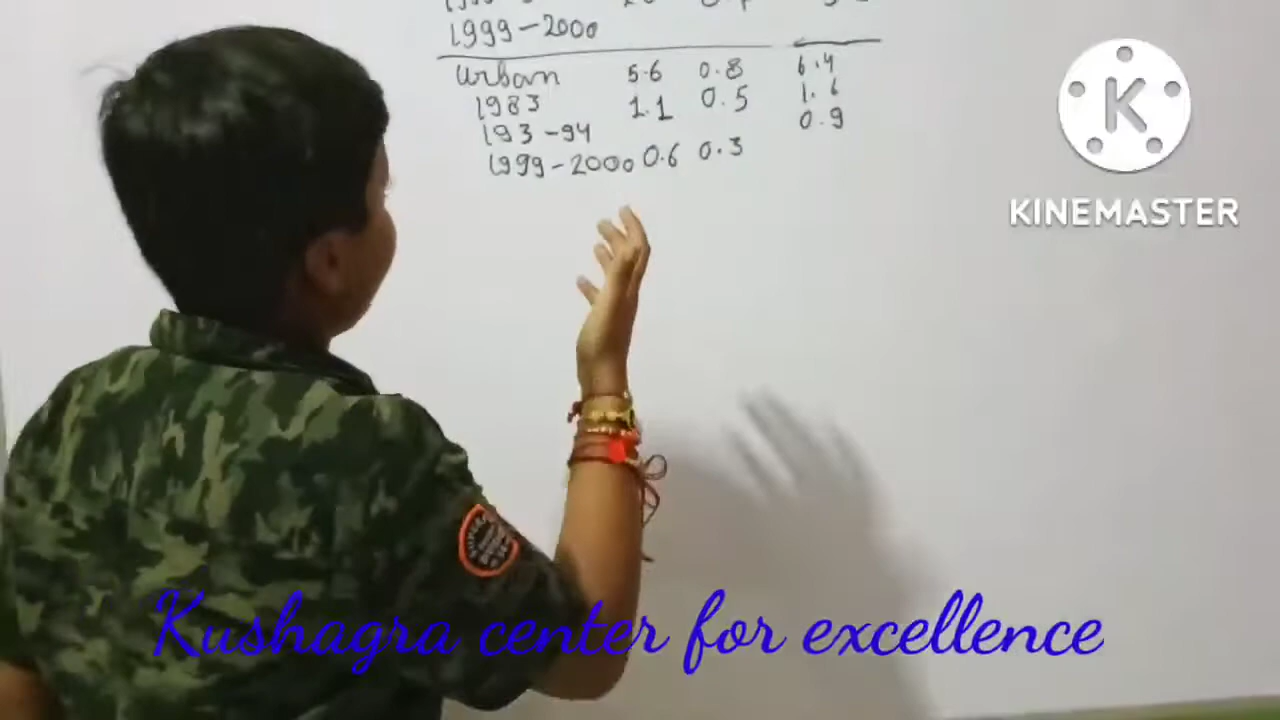 1999-2000
Urban 5.6 0.8 6.4
1983 1.1 0.5 1.6
193-94 0.9
1999-2000 0.6 0.3
K
KINEMASTER
Kushagra center for excellence